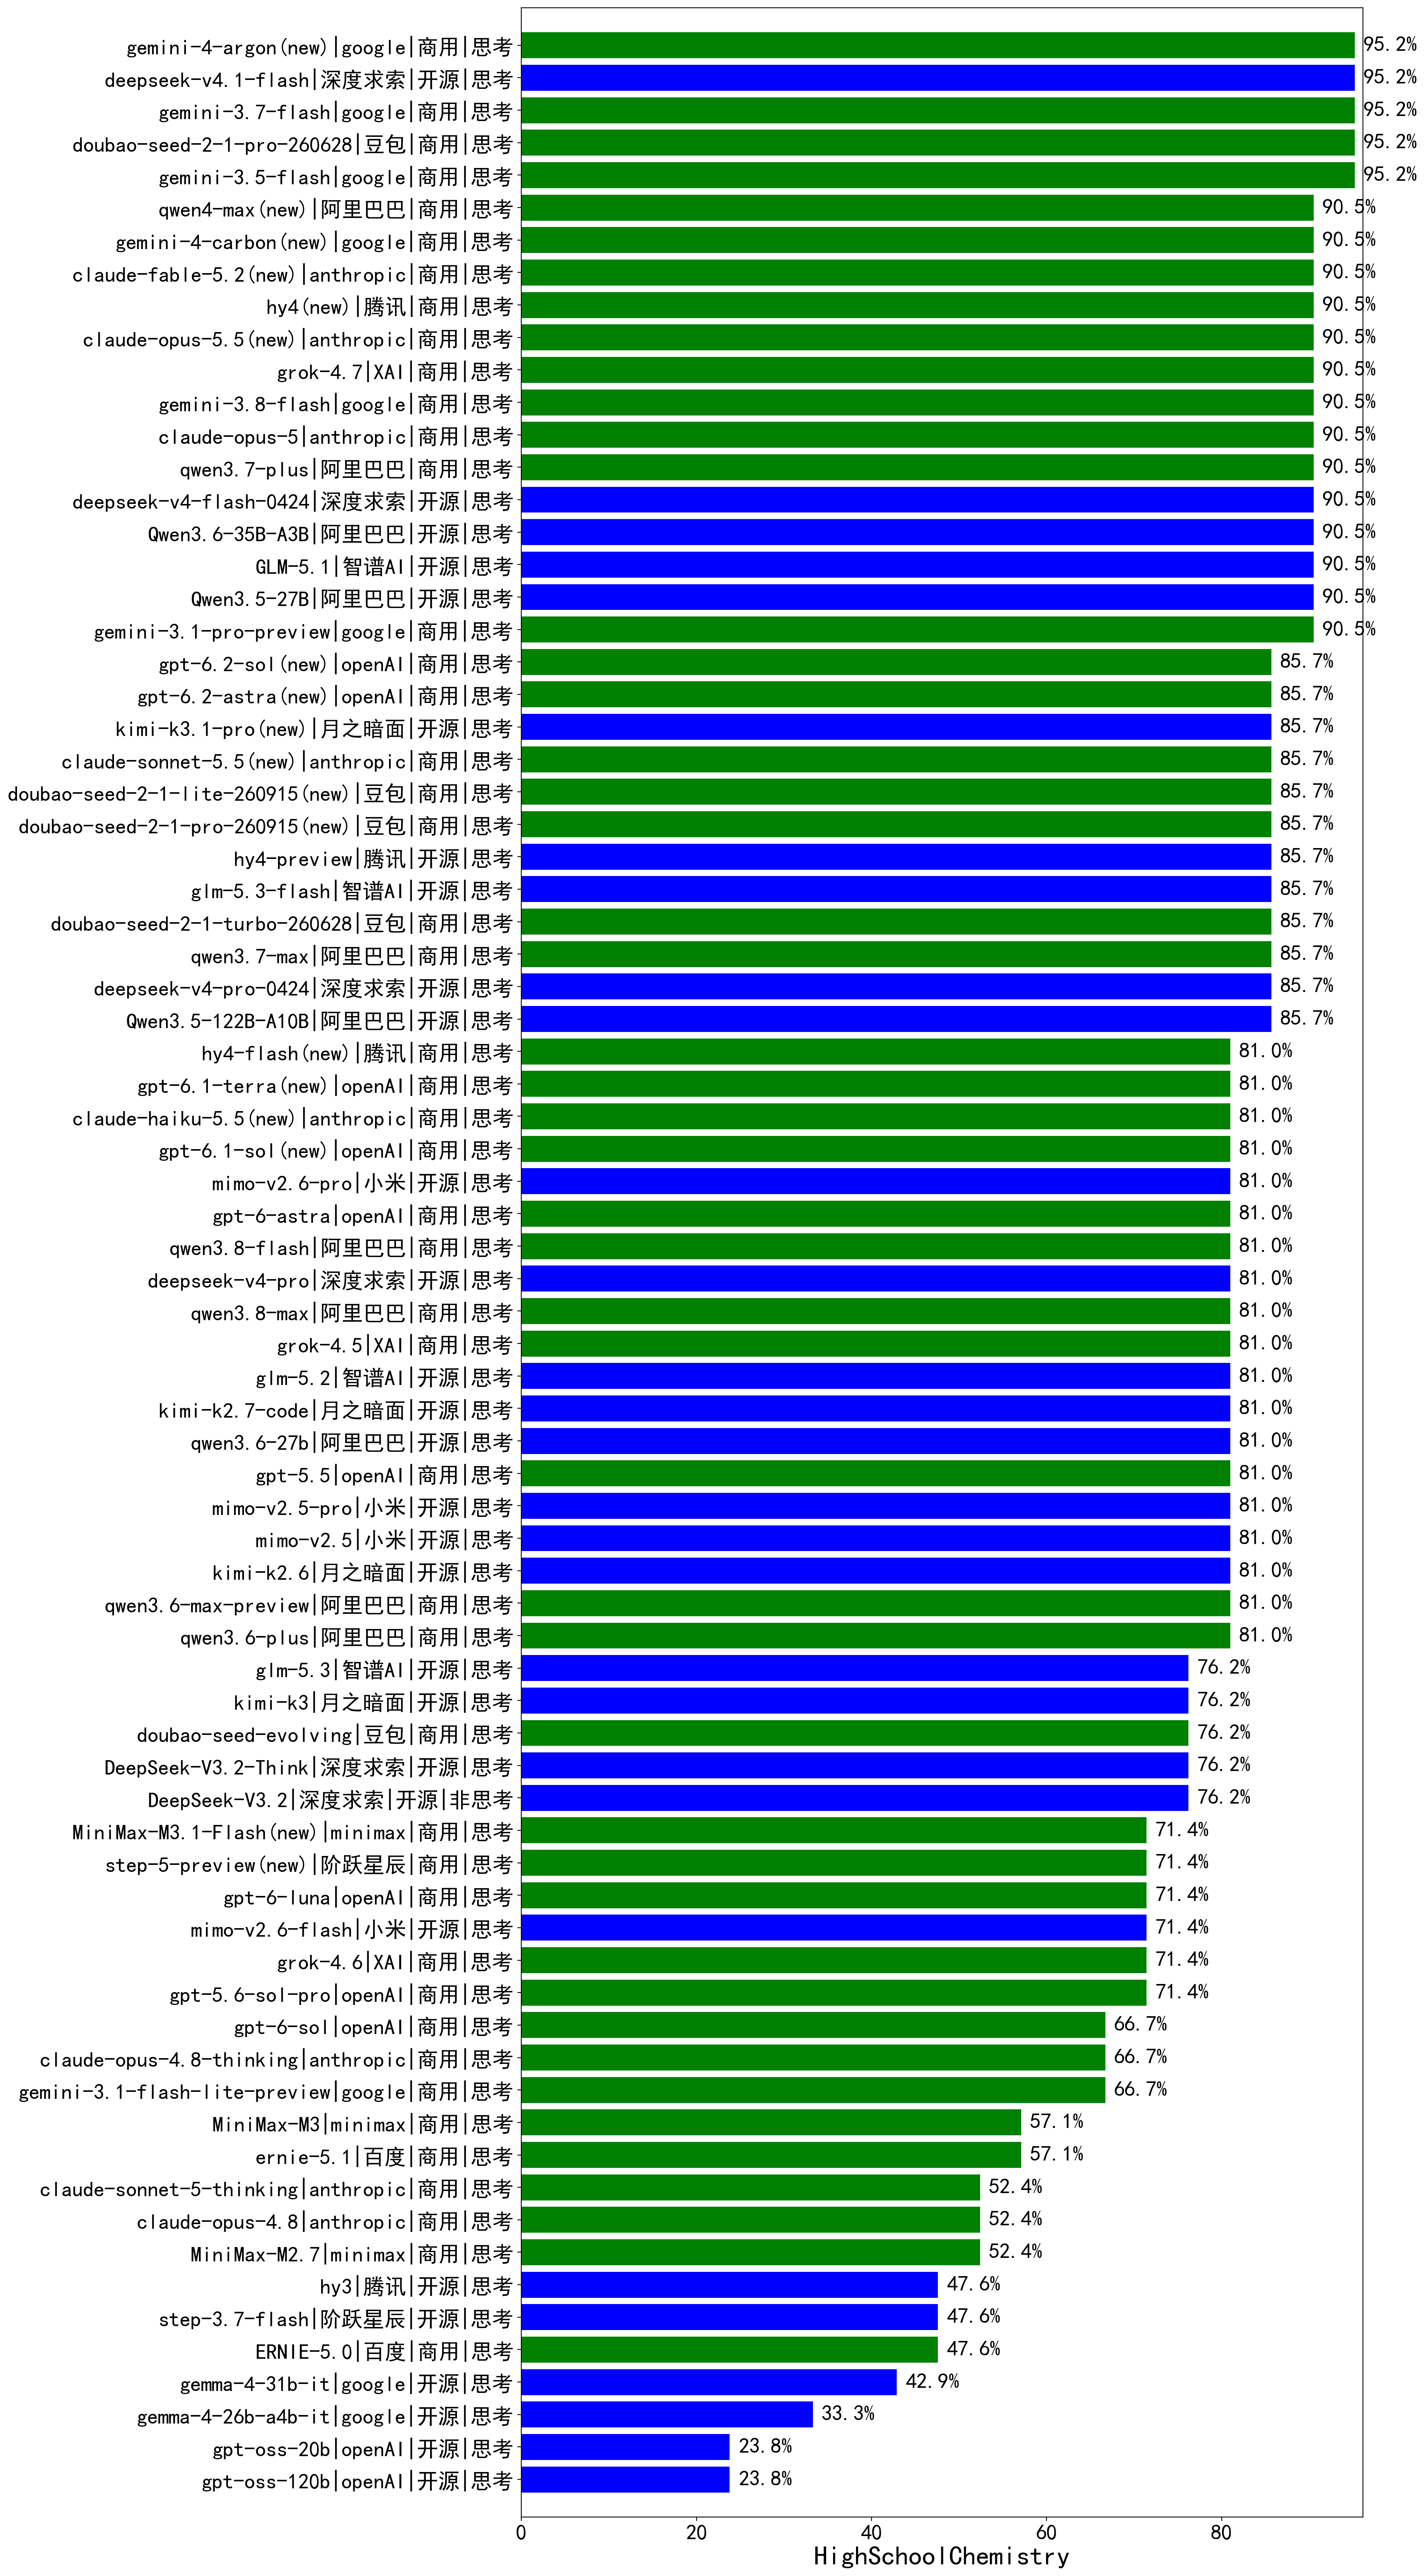 gemini-4-argon(new)|google|商用|思考 95.2%
deepseek-v4.1-flash|深度求索|开源|思考 95.2%
gemini-3.7-flash|google|商用|思考 95.2%
doubao-seed-2-1-pro-260628|豆包|商用|思考 95.2%
gemini-3.5-flash|google|商用|思考 95.2%
qwen4-max(new)|阿里巴巴|商用|思考 90.5%
gemini-4-carbon(new)|google|商用|思考 90.5%
claude-fable-5.2(new)|anthropic|商用|思考 90.5%
hy4(new)|腾讯|商用|思考 90.5%
claude-opus-5.5(new)|anthropic|商用|思考 90.5%
grok-4.7|XAI|商用|思考 90.5%
gemini-3.8-flash|google|商用|思考 90.5%
claude-opus-5|anthropic|商用|思考 90.5%
qwen3.7-plus|阿里巴巴|商用|思考 90.5%
deepseek-v4-flash-0424|深度求索|开源|思考 90.5%
Qwen3.6-35B-A3B|阿里巴巴|开源|思考 90.5%
GLM-5.1|智谱AI|开源|思考 90.5%
Qwen3.5-27B|阿里巴巴|开源|思考 90.5%
gemini-3.1-pro-preview|google|商用|思考 90.5%
gpt-6.2-sol(new)|openAI|商用|思考 85.7%
gpt-6.2-astra(new)|openAI|商用|思考 85.7%
kimi-k3.1-pro(new)|月之暗面|开源|思考 85.7%
claude-sonnet-5.5(new)|anthropic|商用|思考 85.7%
doubao-seed-2-1-lite-260915(new)|豆包|商用|思考 85.7%
doubao-seed-2-1-pro-260915(new)|豆包|商用|思考 85.7%
hy4-preview|腾讯|开源|思考 85.7%
glm-5.3-flash|智谱AI|开源|思考 85.7%
doubao-seed-2-1-turbo-260628|豆包|商用|思考 85.7%
qwen3.7-max|阿里巴巴|商用|思考 85.7%
deepseek-v4-pro-0424|深度求索|开源|思考 85.7%
Qwen3.5-122B-A10B|阿里巴巴|开源|思考 85.7%
hy4-flash(new)|腾讯|商用|思考 81.0%
gpt-6.1-terra(new)|openAI|商用|思考 81.0%
claude-haiku-5.5(new)|anthropic|商用|思考 81.0%
gpt-6.1-sol(new)|openAI|商用|思考 81.0%
mimo-v2.6-pro|小米|开源|思考 81.0%
gpt-6-astra|openAI|商用|思考 81.0%
qwen3.8-flash|阿里巴巴|商用|思考 81.0%
deepseek-v4-pro|深度求索|开源|思考 81.0%
qwen3.8-max|阿里巴巴|商用|思考 81.0%
grok-4.5|XAI|商用|思考 81.0%
glm-5.2|智谱AI|开源|思考 81.0%
kimi-k2.7-code|月之暗面|开源|思考 81.0%
qwen3.6-27b|阿里巴巴|开源|思考 81.0%
gpt-5.5|openAI|商用|思考 81.0%
mimo-v2.5-pro|小米|开源|思考 81.0%
mimo-v2.5|小米|开源|思考 81.0%
kimi-k2.6|月之暗面|开源|思考 81.0%
qwen3.6-max-preview|阿里巴巴|商用|思考 81.0%
qwen3.6-plus|阿里巴巴|商用|思考 81.0%
glm-5.3|智谱AI|开源|思考 76.2%
kimi-k3|月之暗面|开源|思考 76.2%
doubao-seed-evolving|豆包|商用|思考 76.2%
DeepSeek-V3.2-Think|深度求索|开源|思考 76.2%
DeepSeek-V3.2|深度求索|开源|非思考 76.2%
MiniMax-M3.1-Flash(new)|minimax|商用|思考 71.4%
step-5-preview(new)|阶跃星辰|商用|思考 71.4%
gpt-6-luna|openAI|商用|思考 71.4%
mimo-v2.6-flash|小米|开源|思考 71.4%
grok-4.6|XAI|商用|思考 71.4%
gpt-5.6-sol-pro|openAI|商用|思考 71.4%
gpt-6-sol|openAI|商用|思考 66.7%
claude-opus-4.8-thinking|anthropic|商用|思考 66.7%
gemini-3.1-flash-lite-preview|google|商用|思考 66.7%
MiniMax-M3|minimax|商用|思考 57.1%
ernie-5.1|百度|商用|思考 57.1%
claude-sonnet-5-thinking|anthropic|商用|思考 52.4%
claude-opus-4.8|anthropic|商用|思考 52.4%
MiniMax-M2.7|minimax|商用|思考 52.4%
hy3|腾讯|开源|思考 47.6%
step-3.7-flash|阶跃星辰|开源|思考 47.6%
ERNIE-5.0|百度|商用|思考 47.6%
gemma-4-31b-it|google|开源|思考 42.9%
gemma-4-26b-a4b-it|google|开源|思考 33.3%
gpt-oss-20b|openAI|开源|思考 23.8%
gpt-oss-120b|openAI|开源|思考 23.8%
0 20 40 60 80
HighSchoolChemistry